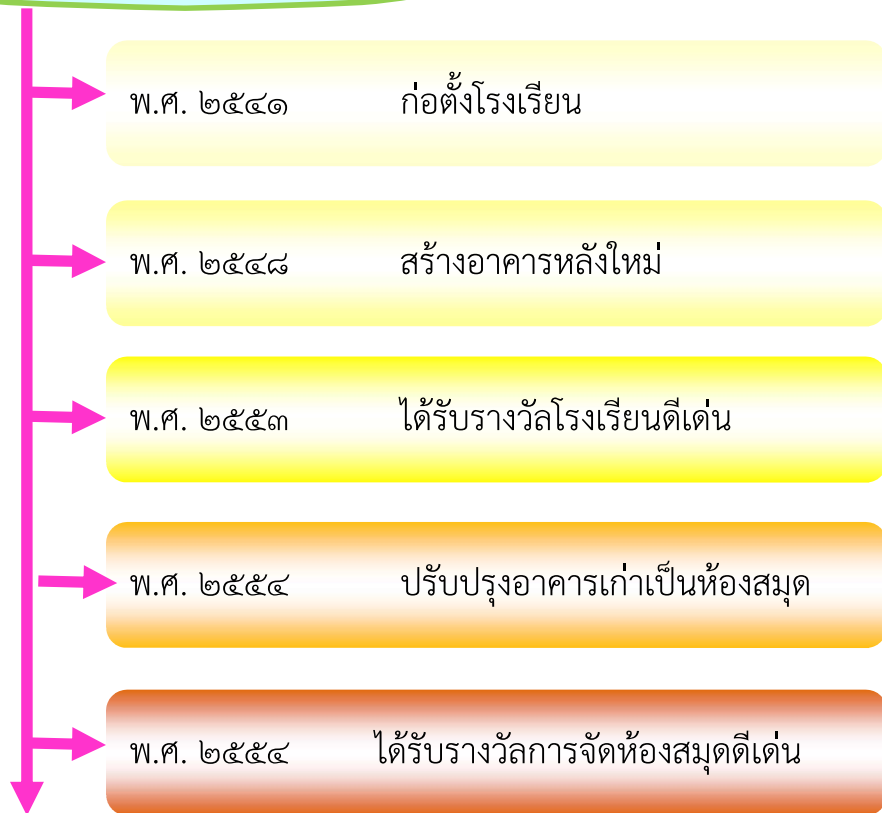 พ.ศ. ๒๕๔๑ ก่อตั้งโรงเรียน
พ.ศ. ๒๕๔๘ สร้างอาคารหลังใหม่
พ.ศ. ๒๕๕๓ ได้รับรางวัลโรงเรียนดีเด่น
พ.ศ. ๒๕๕๔ ปรับปรุงอาคารเก่าเป็นห้องสมุด
พ.ศ. ๒๕๕๔ ได้รับรางวัลการจัดห้องสมุดดีเด่น